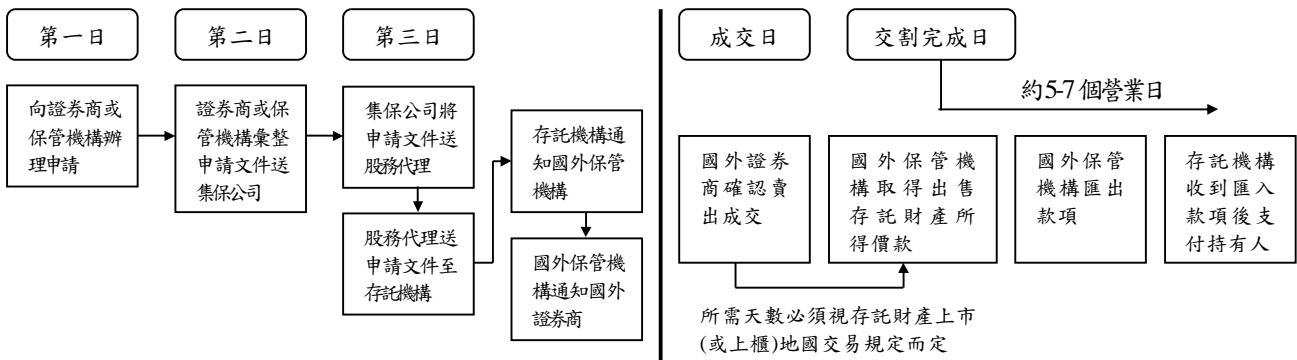 第一日
第二日
第三日
向證券商或
保管機構辦
理申請
證券商或保
管機構彙整
申請文件送
集保公司
集保公司將
申請文件送
股務代理
股務代理送
申請文件至
存託機構
存託機構通
知國外保管
機構
國外保管機
構通知國外
證券商
成交日
交割完成日
約5-7個營業日
國外證券
商確認賣
出成交
國外保管機
構取得出售
存託財產所
得價款
國外保管
機構匯出
款項
存託機構
收到匯入
款項後支
付持有人
所需天數必須視存託財產上市
(或上櫃)地國交易規定而定